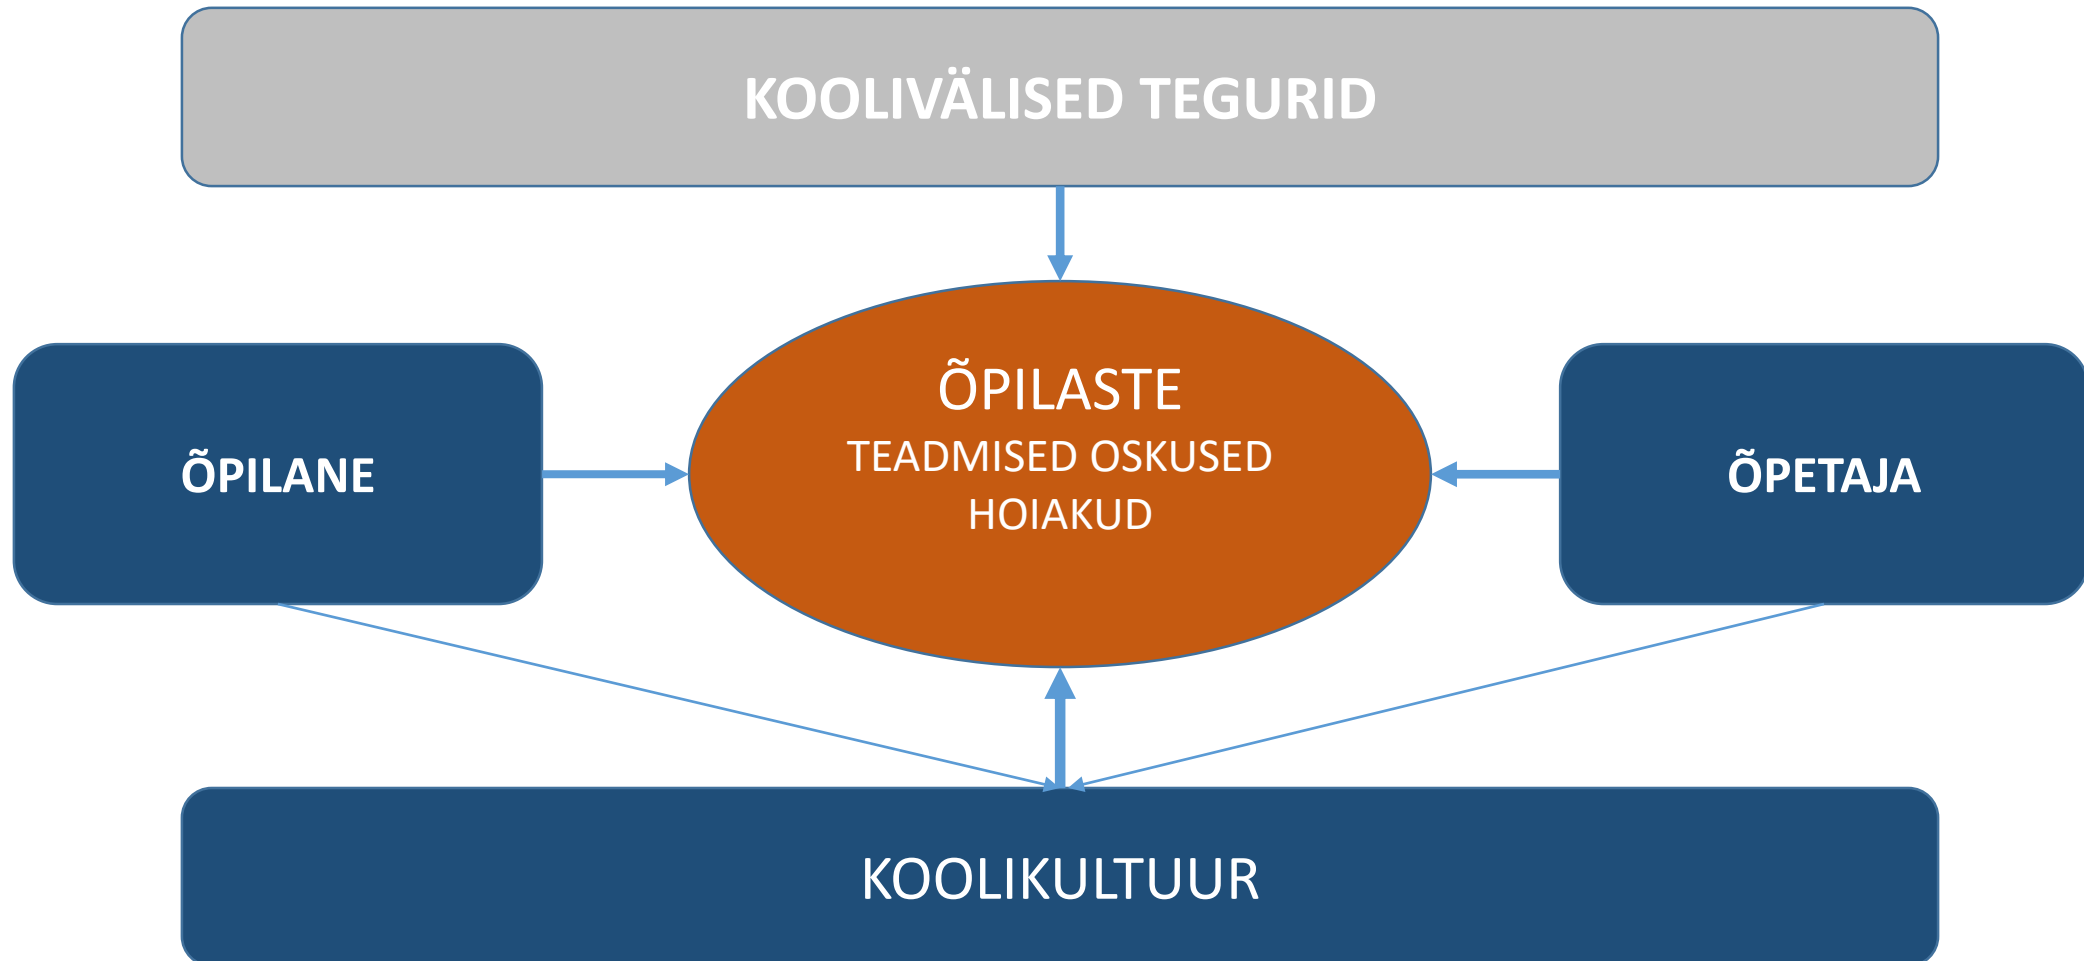 KOOLIVÄLISED TEGURID
ÕPILANE
ÕPILASTE
TEADMISED OSKUSED
HOIAKUD
ÕPETAJA
KOOLIKULTUUR